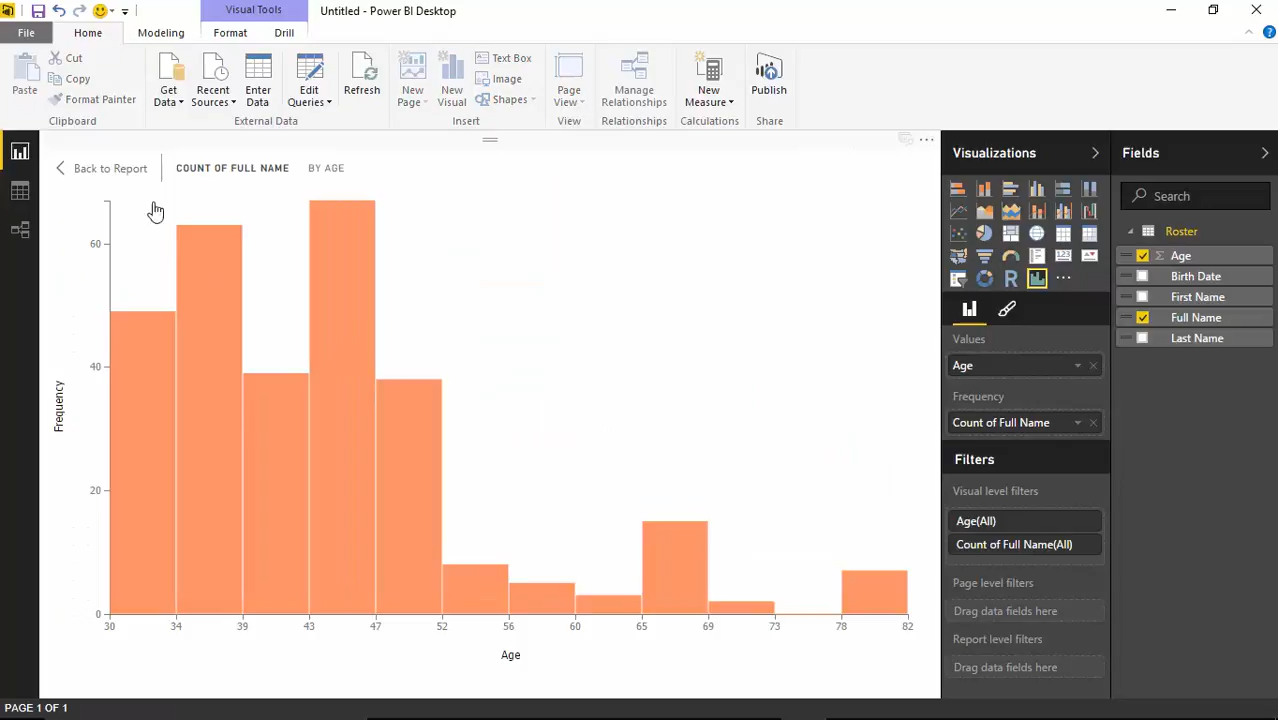 Visual Tools
Untitled - Power BI Desktop
File
Home
Modeling
Format
Drill
Paste
Cut
Copy
Format Painter
Clipboard
Get Data
Recent Sources
Enter Data
Edit Queries
Refresh
External Data
New Page
New Visual
Text Box
Image
Shapes
Insert
Page View
View
Manage Relationships
Relationships
New Measure
Calculations
Publish
Share
Back to Report
COUNT OF FULL NAME
BY AGE
Frequency
60
40
20
0
30 34 39 43 47 52 56 60 65 69 73 78 82
Age
Visualizations
R
123
Values
Age
Frequency
Count of Full Name
Filters
Visual level filters
Age(All)
Count of Full Name(All)
Page level filters
Drag data fields here
Report level filters
Drag data fields here
Fields
Search
Roster
Σ Age
Birth Date
First Name
Full Name
Last Name
PAGE 1 OF 1